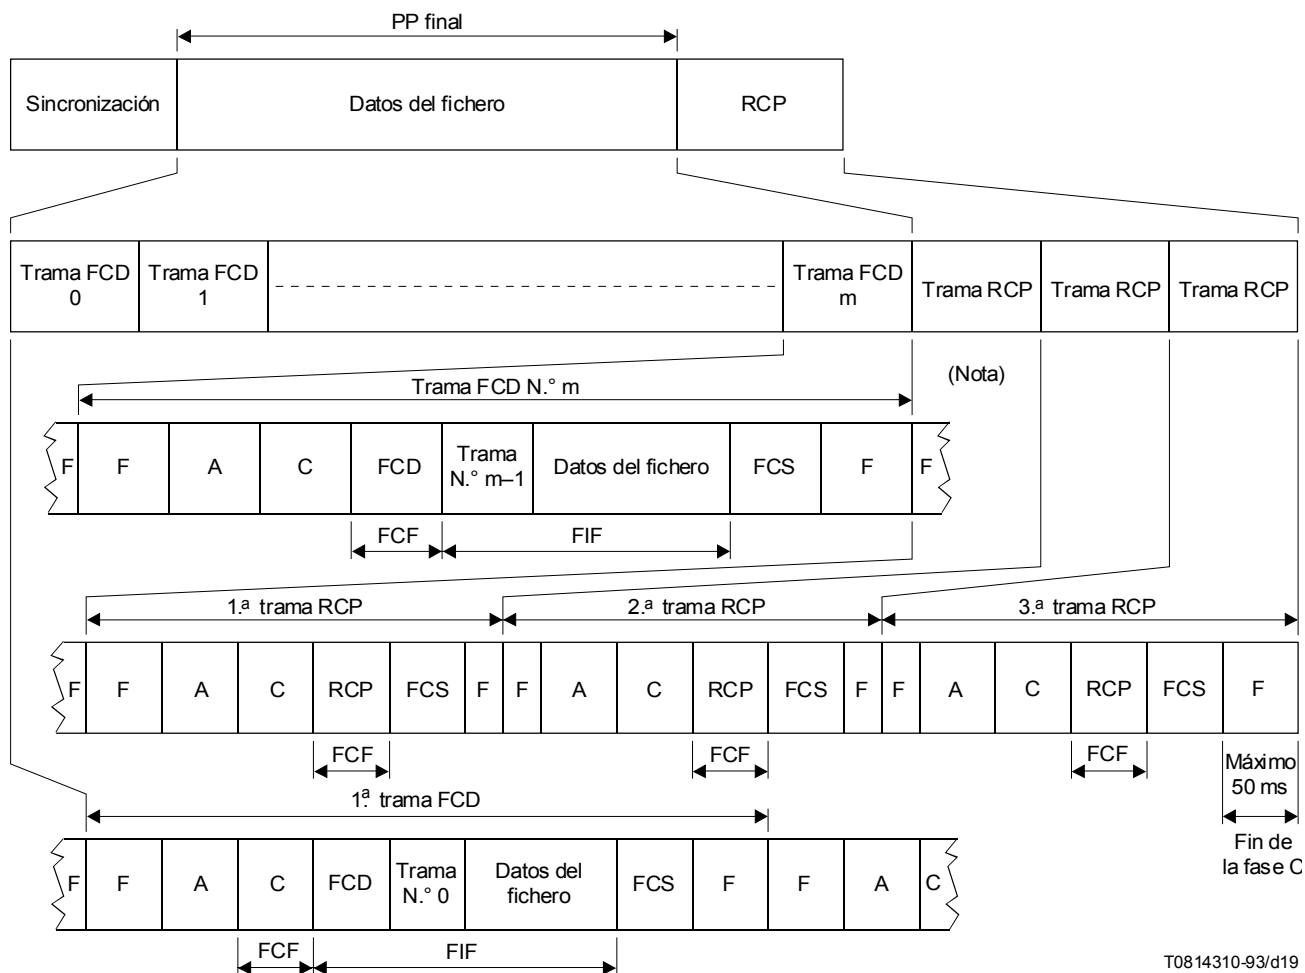 PP final
Sincronización
Datos del fichero
RCP
Trama FCD
0
Trama FCD
1
Trama FCD
m
Trama RCP
Trama RCP
Trama RCP
(Nota)
Trama FCD N.° m
F
F
A
C
FCD
Trama
N.° m–1
Datos del fichero
FCS
F
F
FCF
FIF
1.ª trama RCP
2.ª trama RCP
3.ª trama RCP
F
F
A
C
RCP
FCS
F
F
A
C
RCP
FCS
F
F
A
C
RCP
FCS
F
FCF
FCF
FCF
Máximo
50 ms
Fin de
la fase C
1.ª trama FCD
F
F
A
C
FCD
Trama
N.° 0
Datos del
fichero
FCS
F
F
A
C
FCF
FIF
T0814310-93/d19